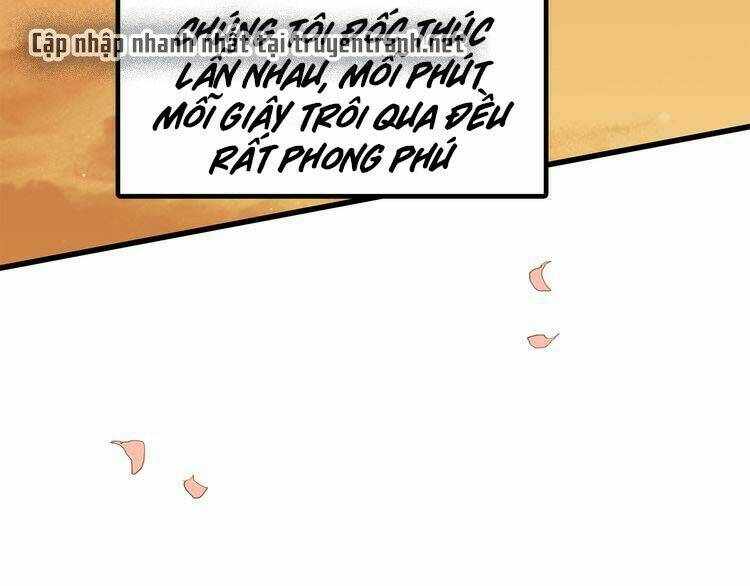 CHÚNG TÔI ĐỐC THÚC
Cập nhập nhanh nhất tại truyentranh.net
LẪN NHAU, MỖI PHÚT
MỖI GIÂY TRÔI QUA ĐỀU
RẤT PHONG PHÚ